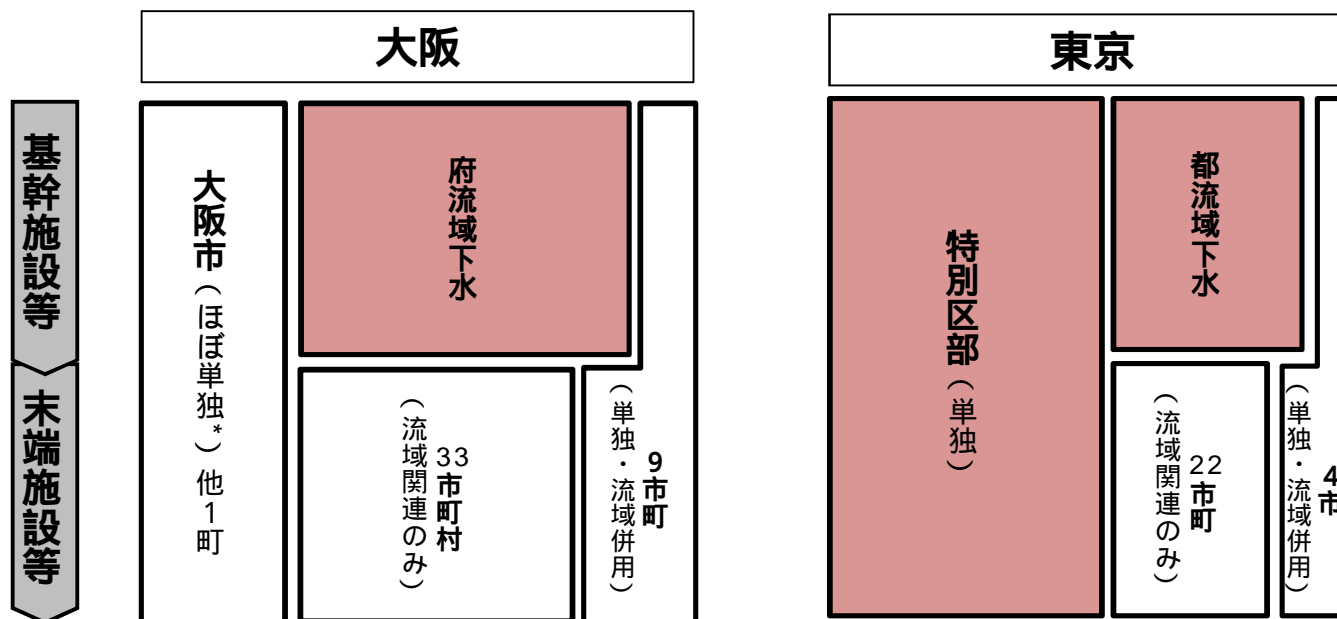 大阪
東京
基幹施設等
末端施設等
大阪市(ほぼ単独*)他1町
府流域下水
33市町村
(流域関連のみ)
9市町
(単独・流域併用)
特別区部(単独)
都流域下水
22市町
(流域関連のみ)
4市
(単独・流域併用)